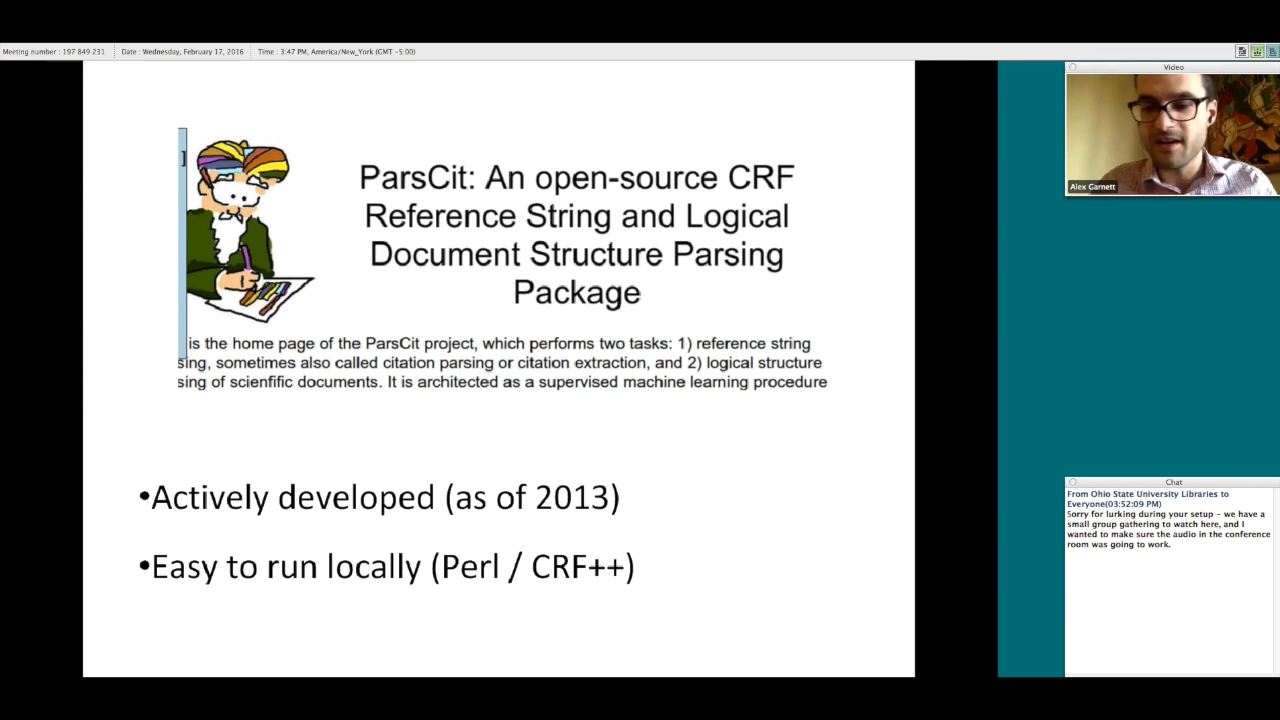 Meeting number : 197 849 231
Date : Wednesday, February 17, 2016
Time : 3:47 PM, America/New_York (GMT -5:00)
ParsCit: An open-source CRF
Reference String and Logical
Document Structure Parsing
Package
is the home page of the ParsCit project, which performs two tasks: 1) reference string
sing, sometimes also called citation parsing or citation extraction, and 2) logical structure
sing of scienfific documents. It is architected as a supervised machine learning procedure
•Actively developed (as of 2013)
•Easy to run locally (Perl / CRF++)
Video
Alex Garnett
Chat
From Ohio State University Libraries to
Everyone(03:52:09 PM)
Sorry for lurking during your setup - we have a
small group gathering to watch here, and I
wanted to make sure the audio in the conference
room was going to work.